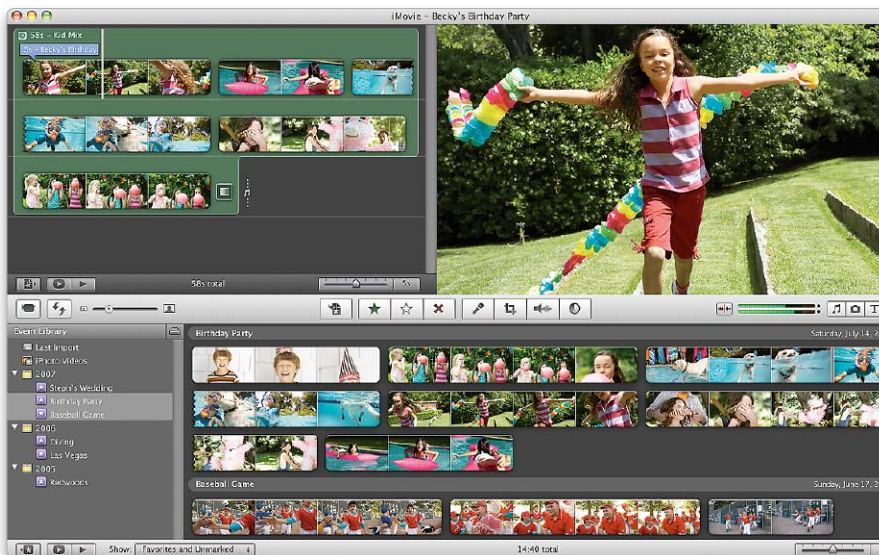 iMovie – Becky's Birthday Party
58s – Kid Mix
Becky's Birthday
58s total
5s
Event Library
Last Import
iPhoto Videos
2007
Steph's Wedding
Birthday Party
Baseball Game
2006
Diving
Las Vegas
2005
Redwoods
Birthday Party
Saturday, July 14, 2
Baseball Game
Sunday, June 17, 2
Show: Favorites and Unmarked
14:40 total